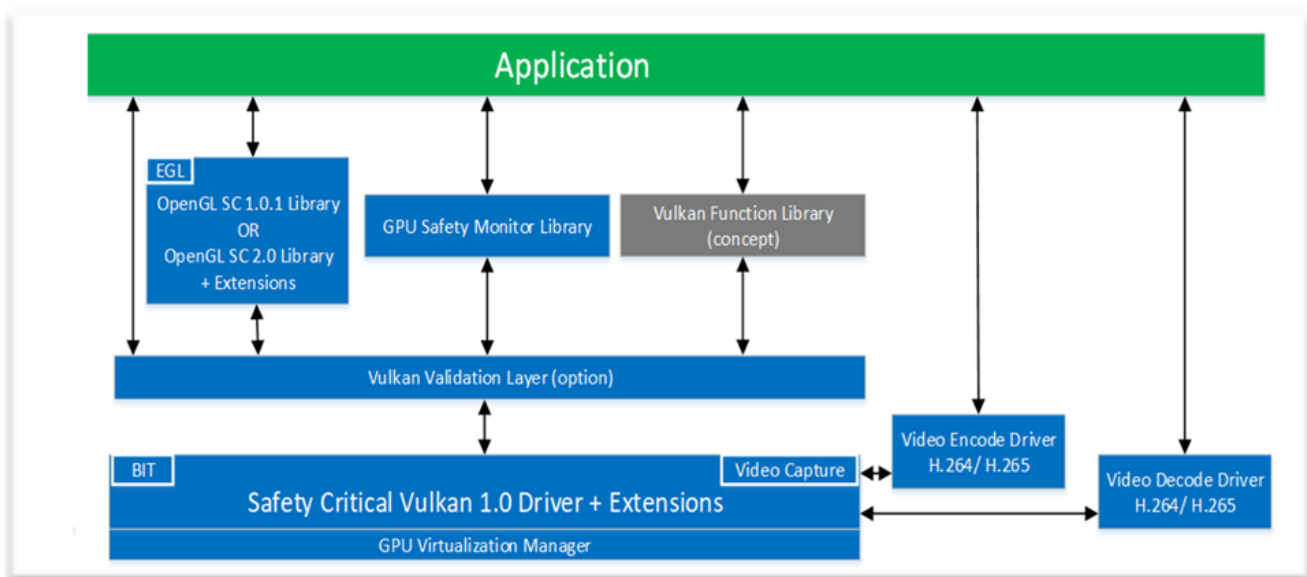 Application
EGL
OpenGL SC 1.0.1 Library
OR
OpenGL SC 2.0 Library
+ Extensions
GPU Safety Monitor Library
Vulkan Function Library
(concept)
Vulkan Validation Layer (option)
Video Encode Driver
H.264/ H.265
Video Decode Driver
H.264/ H.265
BIT
Video Capture
Safety Critical Vulkan 1.0 Driver + Extensions
GPU Virtualization Manager